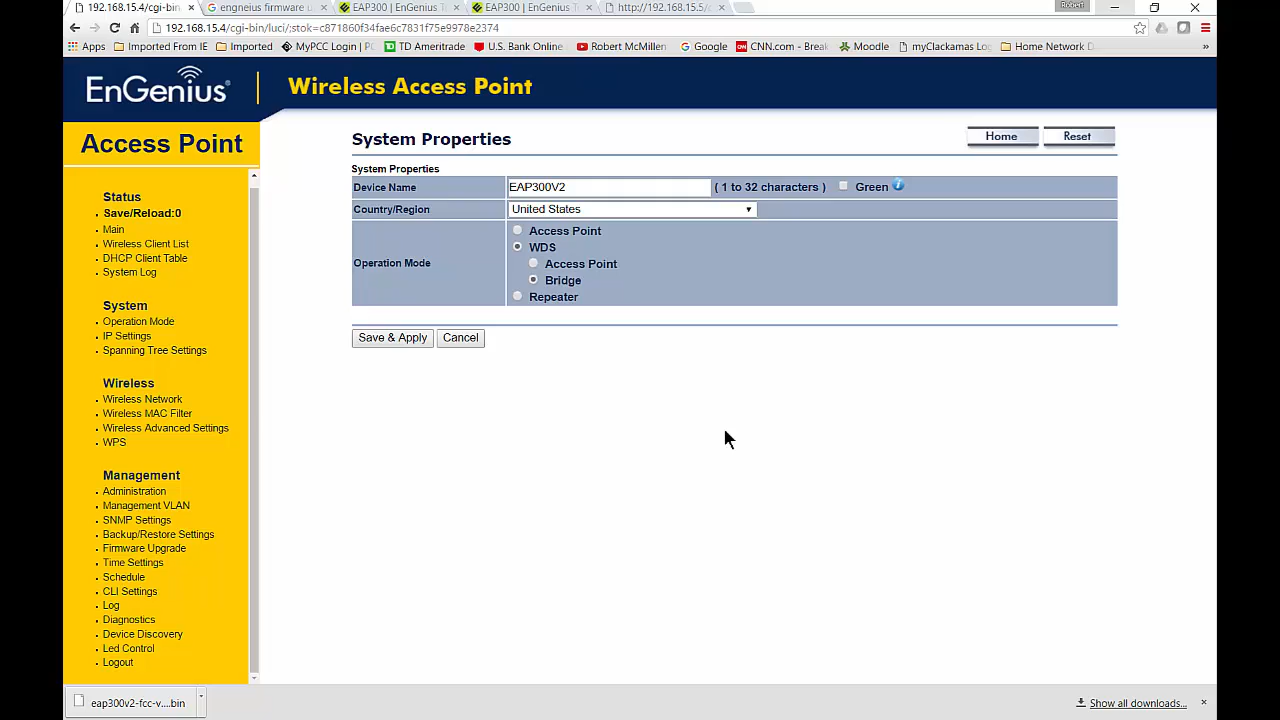 192.168.15.4/cgi-bin
engneius firmware u
EAP300 | EnGenius T
EAP300 | EnGenius T
http://192.168.15.5/c
Robert
192.168.15.4/cgi-bin/luci/;stok=c871860f34fae6c7831f75e9978e2374
Apps
Imported From IE
Imported
MyPCC Login | P
TD Ameritrade
U.S. Bank Online
Robert McMillen
Google
CNN.com - Break
Moodle
myClackamas Log
Home Network D
»
EnGenius®
Wireless Access Point
Access Point
Status
Save/Reload:0
Main
Wireless Client List
DHCP Client Table
System Log
System
Operation Mode
IP Settings
Spanning Tree Settings
Wireless
Wireless Network
Wireless MAC Filter
Wireless Advanced Settings
WPS
Management
Administration
Management VLAN
SNMP Settings
Backup/Restore Settings
Firmware Upgrade
Time Settings
Schedule
CLI Settings
Log
Diagnostics
Device Discovery
Led Control
Logout
System Properties
Home
Reset
System Properties
Device Name
EAP300V2
( 1 to 32 characters )
Green
Country/Region
United States
Operation Mode
Access Point
WDS
Access Point
Bridge
Repeater
Save & Apply
Cancel
eap300v2-fcc-v....bin
Show all downloads...